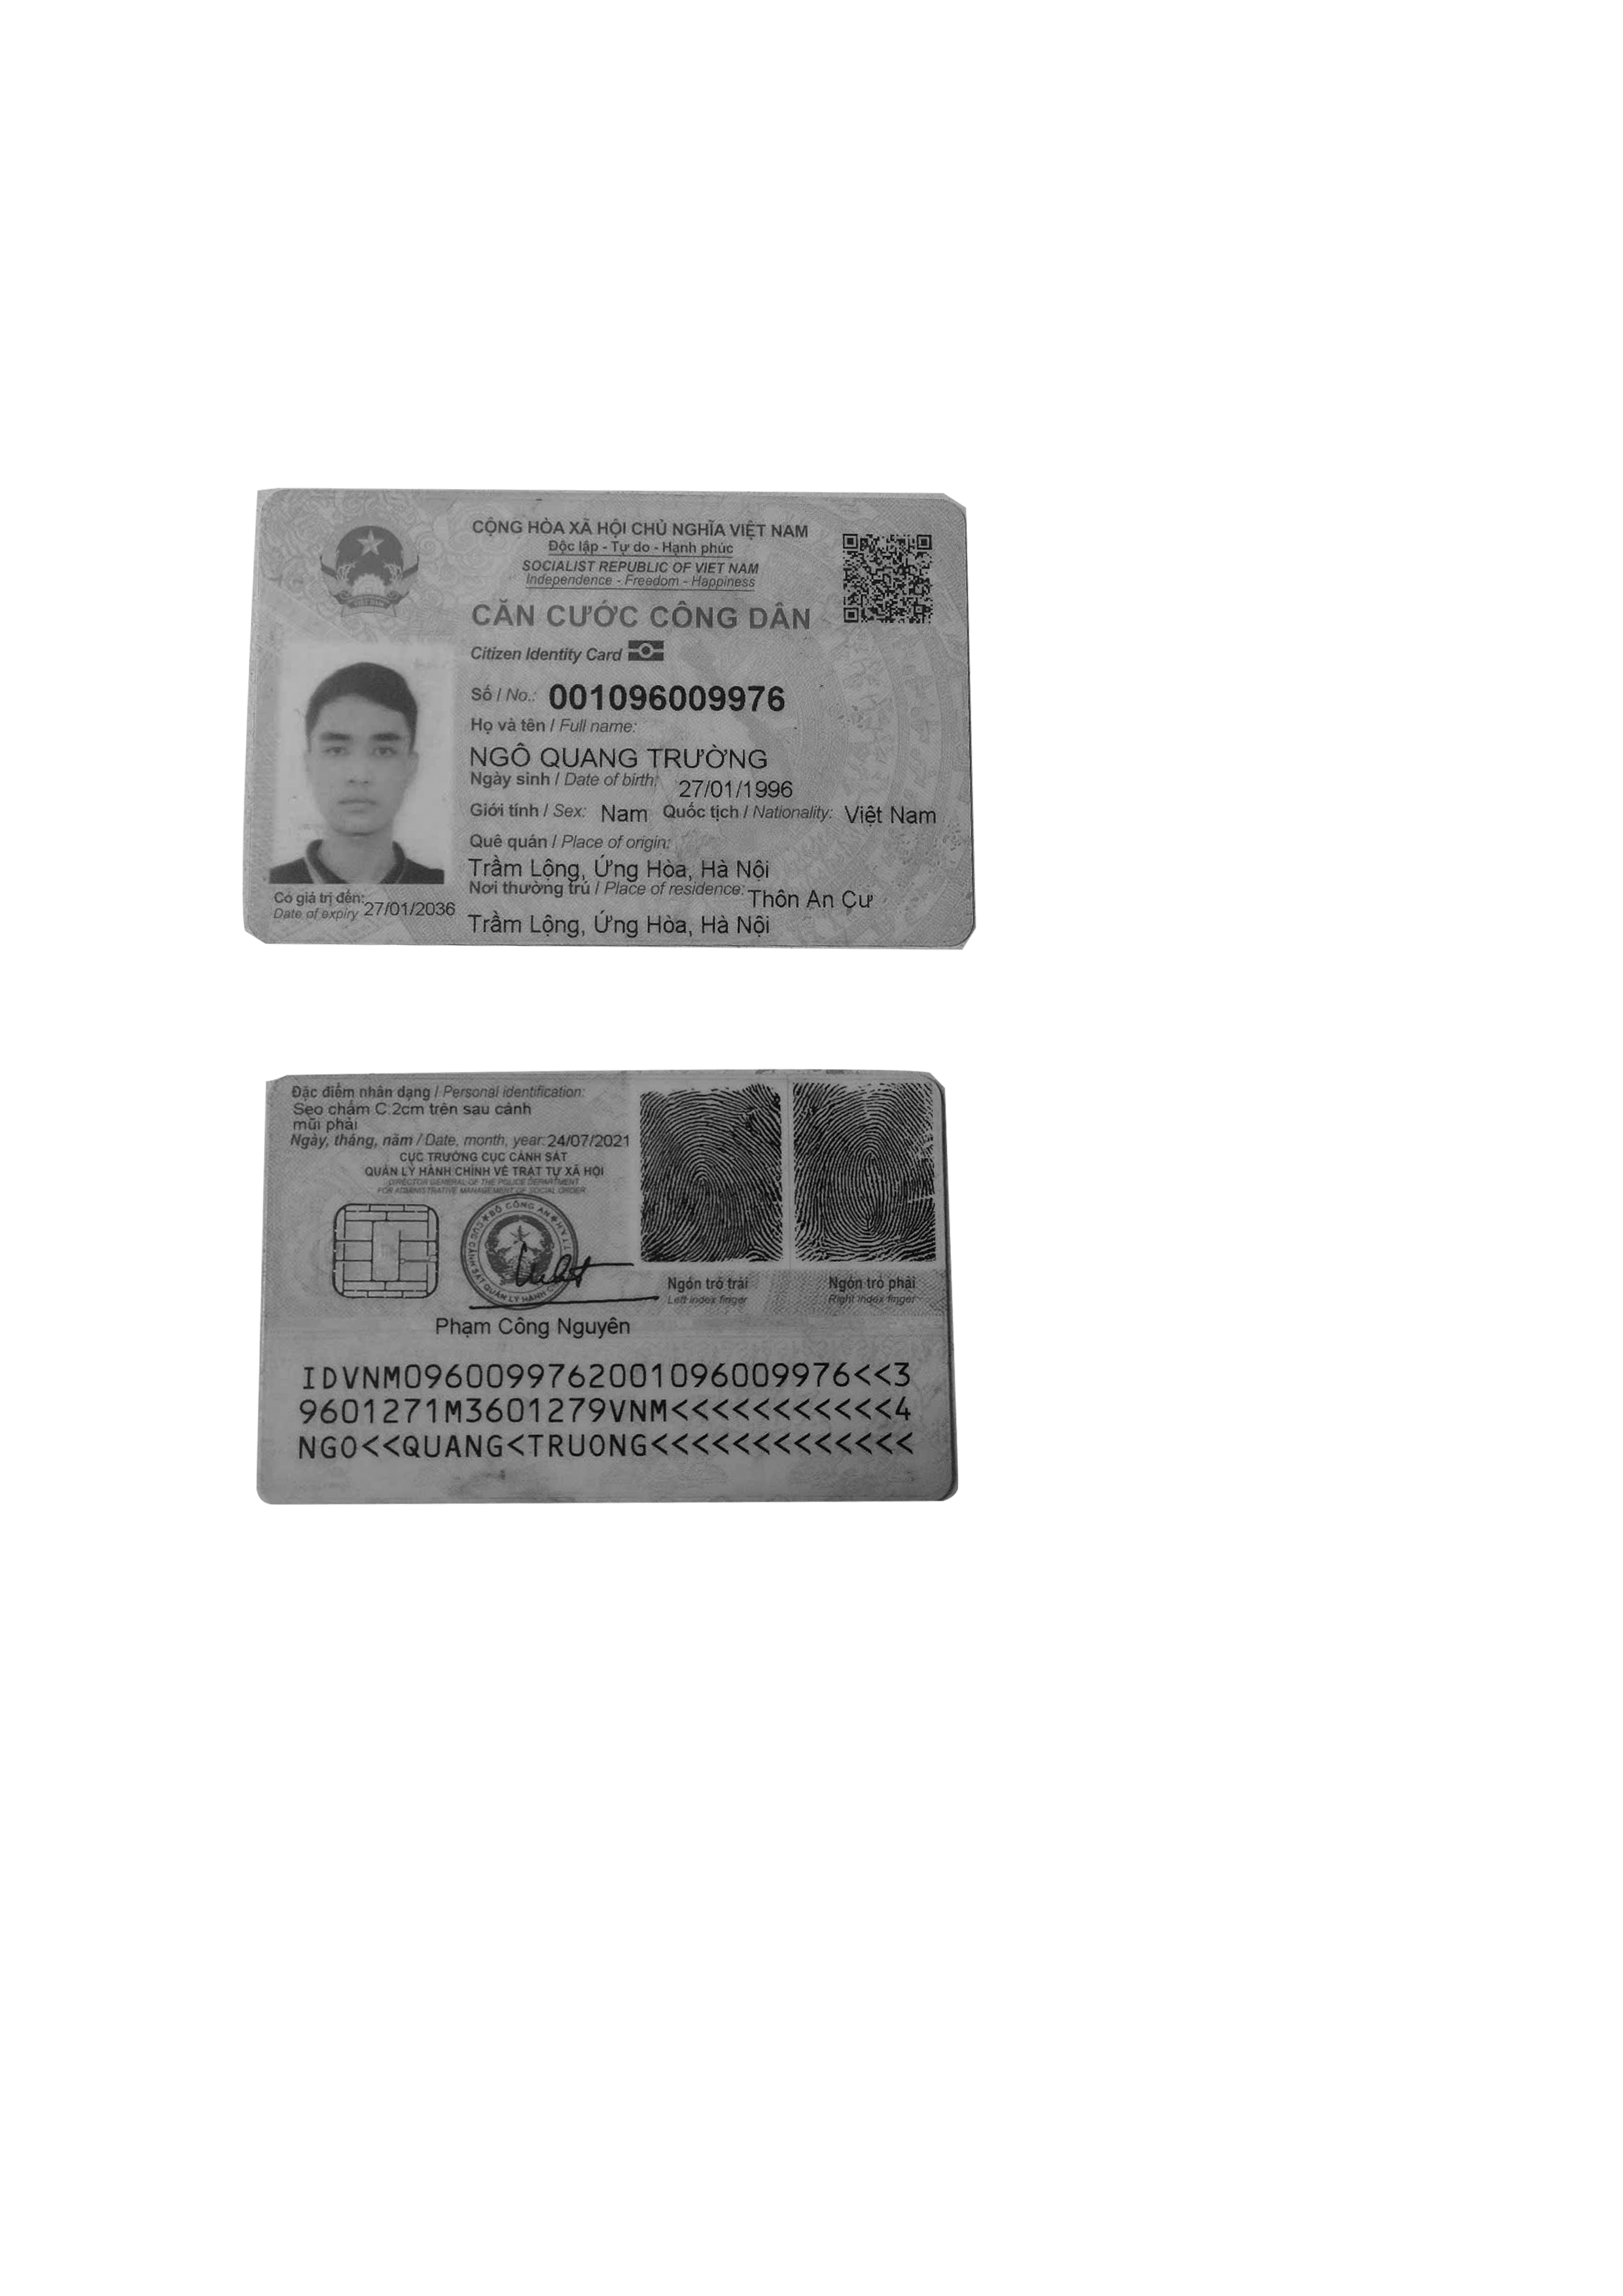 CỘNG HÒA XÃ HỘI CHỦ NGHĨA VIỆT NAM
Độc lập - Tự do - Hạnh phúc
SOCIALIST REPUBLIC OF VIET NAM
Independence - Freedom - Happiness
CĂN CƯỚC CÔNG DÂN
Citizen Identity Card
Số / No.: 001096009976
Họ và tên / Full name:
NGÔ QUANG TRƯỜNG
Ngày sinh / Date of birth: 27/01/1996
Giới tính / Sex: Nam Quốc tịch / Nationality: Việt Nam
Quê quán / Place of origin:
Trầm Lộng, Ứng Hòa, Hà Nội
Nơi thường trú / Place of residence: Thôn An Cư
Trầm Lộng, Ứng Hòa, Hà Nội
Có giá trị đến: 27/01/2036
Date of expiry
Đặc điểm nhân dạng / Personal identification:
Sẹo chấm C.2cm trên sau cánh
mũi phải
Ngày, tháng, năm / Date, month, year: 24/07/2021
CỤC TRƯỞNG CỤC CẢNH SÁT
QUẢN LÝ HÀNH CHÍNH VỀ TRẬT TỰ XÃ HỘI
DIRECTOR GENERAL OF THE POLICE DEPARTMENT
FOR ADMINISTRATIVE MANAGEMENT OF SOCIAL ORDER
BỘ CÔNG AN
Ngón trỏ trái
Left index finger
Ngón trỏ phải
Right index finger
Phạm Công Nguyên
IDVNM0960099762001096009976<<3
9601271M3601279VNM<<<<<<<<<<<4
NGO<<QUANG<TRUONG<<<<<<<<<<<<<